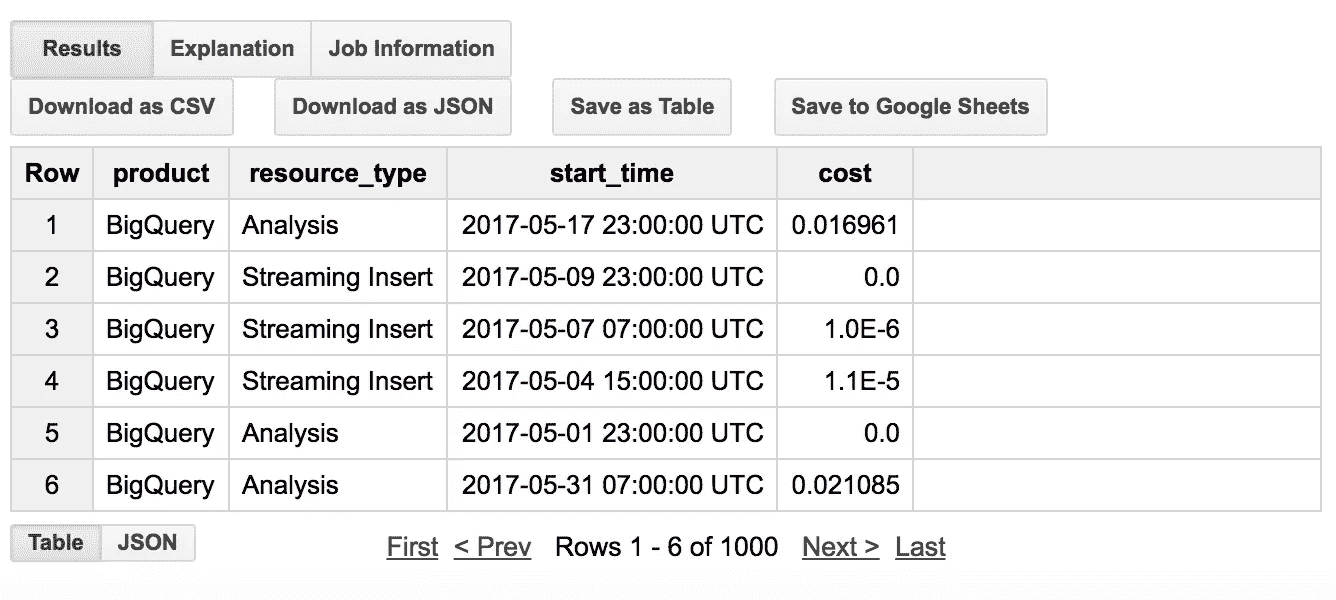 Results Explanation Job Information
Download as CSV Download as JSON Save as Table Save to Google Sheets
Row product resource_type start_time cost
1 BigQuery Analysis 2017-05-17 23:00:00 UTC 0.016961
2 BigQuery Streaming Insert 2017-05-09 23:00:00 UTC 0.0
3 BigQuery Streaming Insert 2017-05-07 07:00:00 UTC 1.0E-6
4 BigQuery Streaming Insert 2017-05-04 15:00:00 UTC 1.1E-5
5 BigQuery Analysis 2017-05-01 23:00:00 UTC 0.0
6 BigQuery Analysis 2017-05-31 07:00:00 UTC 0.021085
Table JSON First < Prev Rows 1 - 6 of 1000 Next > Last